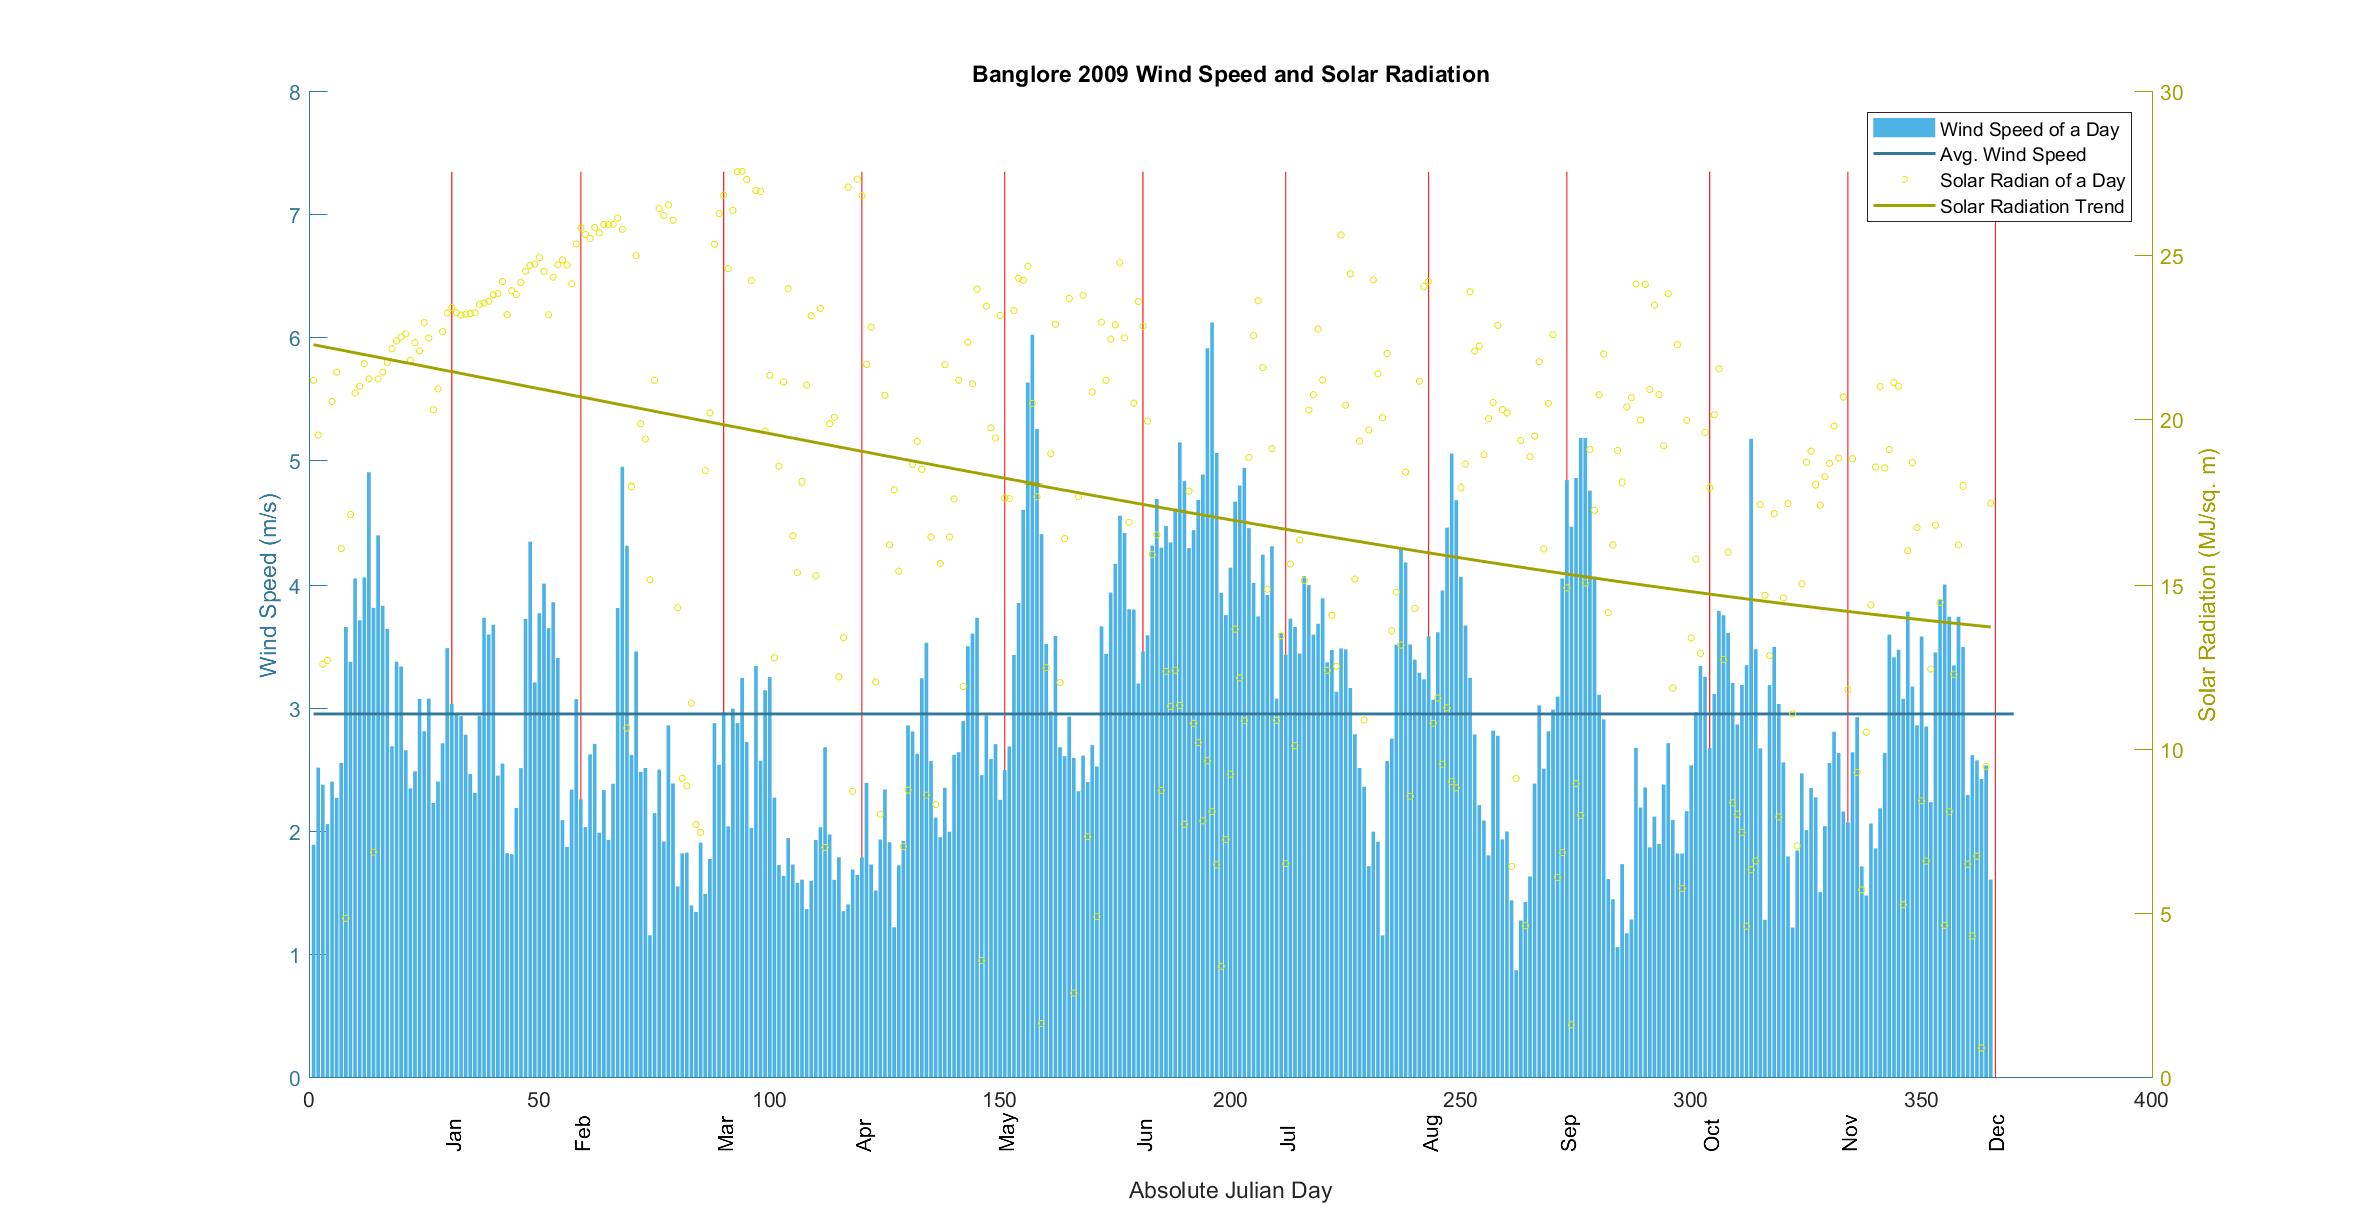 Banglore 2009 Wind Speed and Solar Radiation
Wind Speed of a Day
Avg. Wind Speed
Solar Radian of a Day
Solar Radiation Trend
8
7
6
5
4
3
2
1
0
Wind Speed (m/s)
30
25
20
15
10
5
0
Solar Radiation (MJ/sq. m)
0 50 100 150 200 250 300 350 400
Jan Feb Mar Apr May Jun Jul Aug Sep Oct Nov Dec
Absolute Julian Day